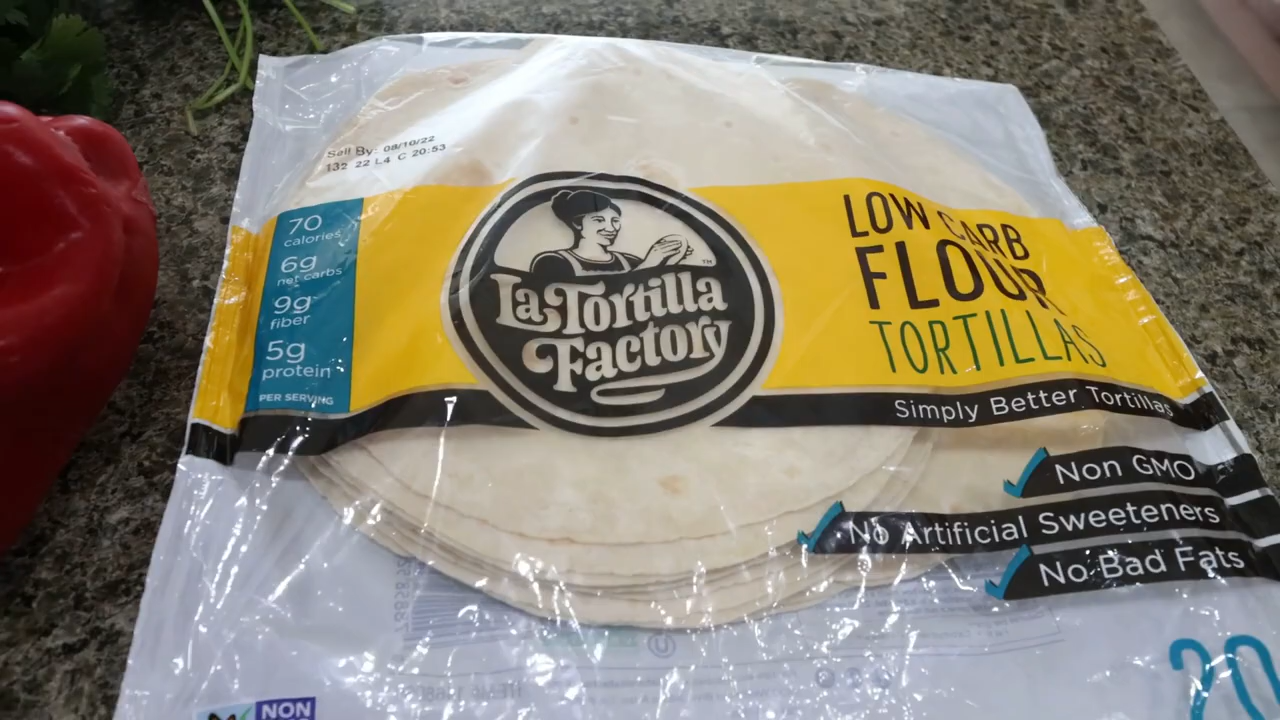 Sell By: 08/10/22
132 22 L4 C 20:53
70
calories
6g
net carbs
9g
fiber
5g
protein
PER SERVING
La Tortilla
Factory
TM
LOW CARB
FLOUR
TORTILLAS
Simply Better Tortillas
Non GMO
No Artificial Sweeteners
No Bad Fats
20
NON